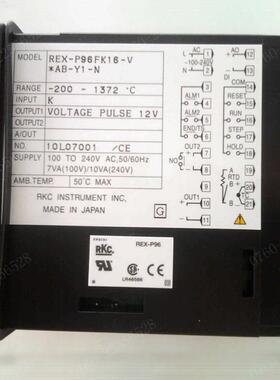 MODEL REX-P96FK16-V
*AB-Y1-N
RANGE -200 - 1372 °C
INPUT K
OUTPUT1 VOLTAGE PULSE 12V
OUTPUT2
A/OUT
NO. 10L07001 /CE
SUPPLY 100 TO 240V AC,50/60Hz
7VA(100V)/10VA(240V)
AMB.TEMP. 50°C MAX
RKC INSTRUMENT INC.
MADE IN JAPAN
G
AC
100-240V
ALM1
ALM2
END/TS
OUT2
NO
OUT1
1
2
3
4
5
6
7
8
9
10
11
AO
DI
COM
RESET
RUN
STEP
HOLD
RTD
A
B
B
12
13
14
15
16
17
18
19
20
21
RKC
REX-P96
LR48586
0760